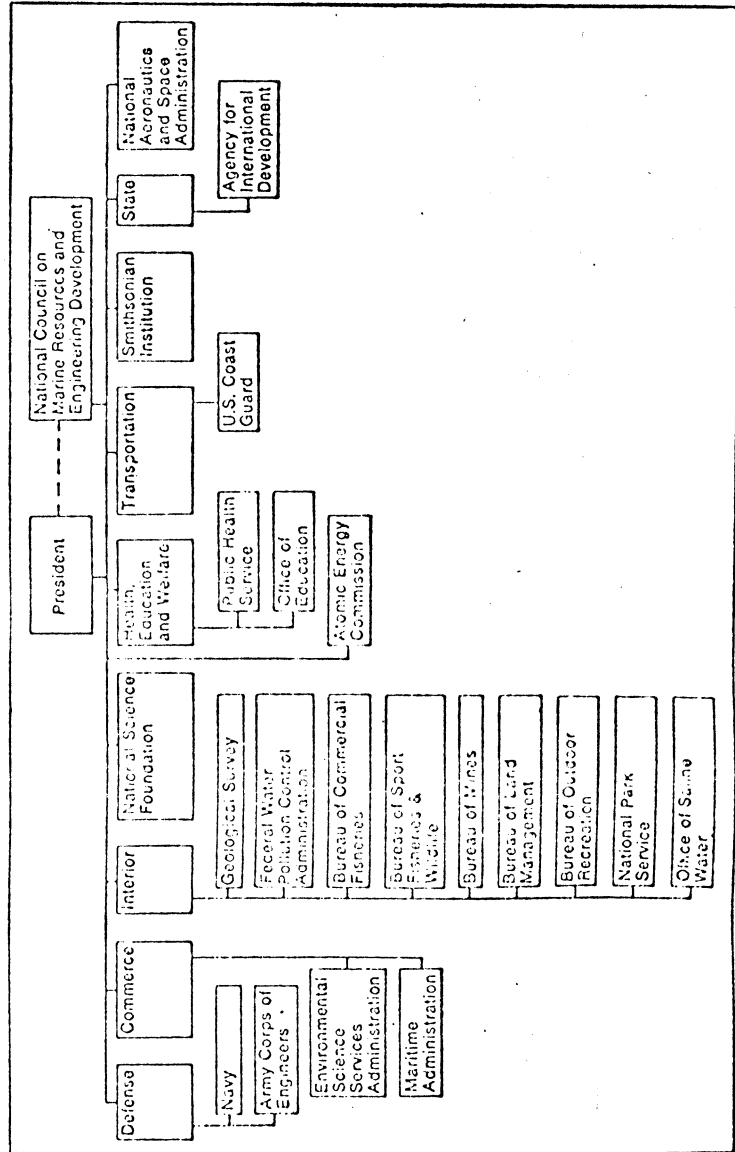 President
National Council on
Marine Resources and
Engineering Development
Defense
Commerce
Interior
National Science
Foundation
Health,
Education
and Welfare
Transportation
Smithsonian
Institution
State
National
Aeronautics
and Space
Administration
Navy
Army Corps of
Engineers
Environmental
Science
Services
Administration
Maritime
Administration
Geological Survey
Federal Water
Pollution Control
Administration
Bureau of Commercial
Fisheries
Bureau of Sport
Fisheries &
Wildlife
Bureau of Mines
Bureau of Land
Management
Bureau of Outdoor
Recreation
National Park
Service
Office of Saline
Water
Atomic Energy
Commission
Public Health
Service
Office of
Education
U.S. Coast
Guard
Agency for
International
Development